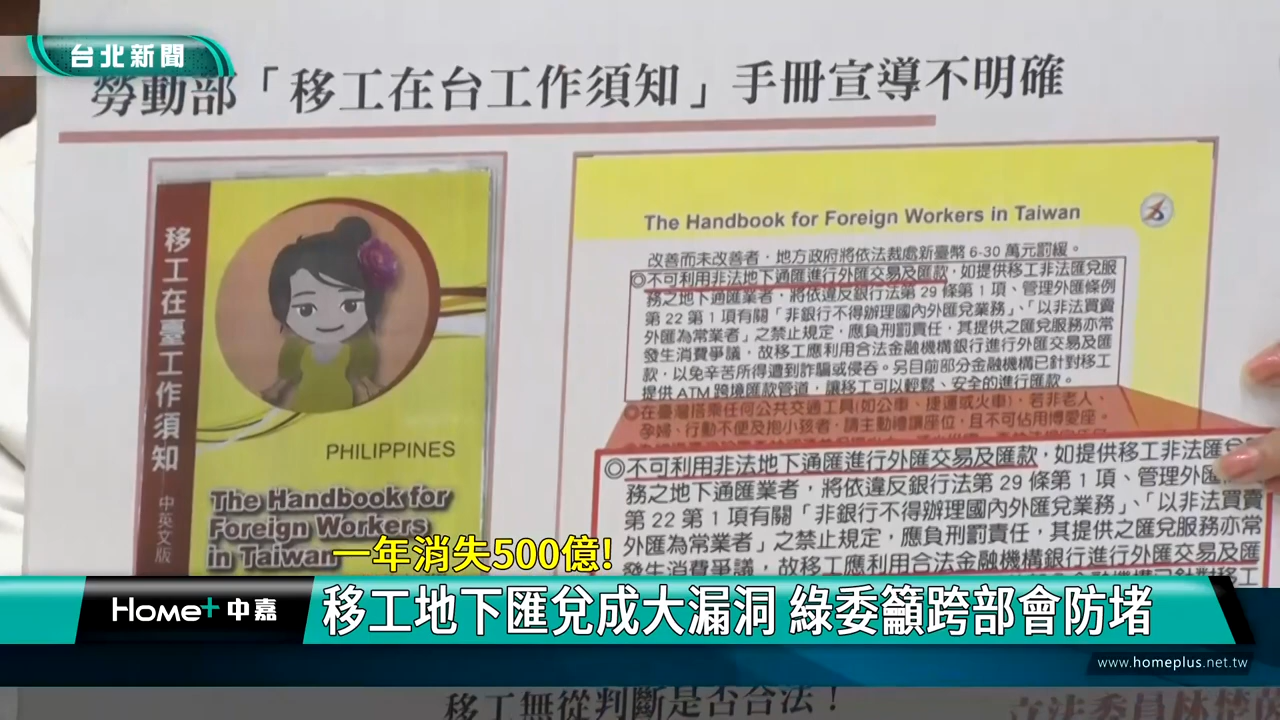 台北新聞
勞動部「移工在台工作須知」手冊宣導不明確
移工在臺工作須知
中英文版
PHILIPPINES
The Handbook for
Foreign Workers
in Taiwan
The Handbook for Foreign Workers in Taiwan
改善而未改善者，地方政府將依法裁處新臺幣 6-30 萬元罰緩。
◎不可利用非法地下通匯進行外匯交易及匯款，如提供移工非法匯兌服
務之地下通匯業者，將依違反銀行法第 29 條第 1 項、管理外匯條例
第 22 第 1 項有關「非銀行不得辦理國內外匯兌業務」、「以非法買賣
外匯為常業者」之禁止規定，應負刑罰責任，其提供之匯兌服務亦常
發生消費爭議，故移工應利用合法金融機構銀行進行外匯交易及匯
款，以免辛苦所得遭到詐騙或侵吞。另目前部分金融機構已針對移工
提供 ATM 跨境匯款管道，讓移工可以輕鬆、安全的進行匯款。
◎在臺灣搭乘任何公共交通工具(如公車、捷運或火車)，若非老人、
孕婦、行動不便及抱小孩者，請主動禮讓座位，且不可佔用博愛座。
◎不可利用非法地下通匯進行外匯交易及匯款，如提供移工非法匯兌
務之地下通匯業者，將依違反銀行法第 29 條第 1 項、管理外匯
第 22 第 1 項有關「非銀行不得辦理國內外匯兌業務」、「以非法買賣
外匯為常業者」之禁止規定，應負刑罰責任，其提供之匯兌服務亦常
發生消費爭議，故移工應利用合法金融機構銀行進行外匯交易及匯
一年消失500億!
Home+ 中嘉
移工地下匯兌成大漏洞 綠委籲跨部會防堵
www.homeplus.net.tw
移工無從判斷是否合法！
立法委員林楚茵